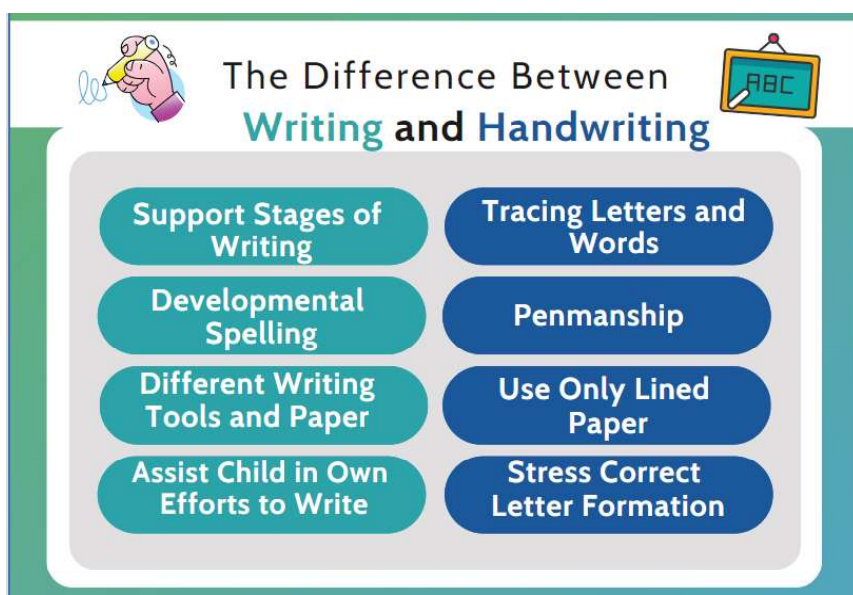 The Difference Between
Writing and Handwriting
ABC
Support Stages of
Writing
Tracing Letters and
Words
Developmental
Spelling
Penmanship
Different Writing
Tools and Paper
Use Only Lined
Paper
Assist Child in Own
Efforts to Write
Stress Correct
Letter Formation